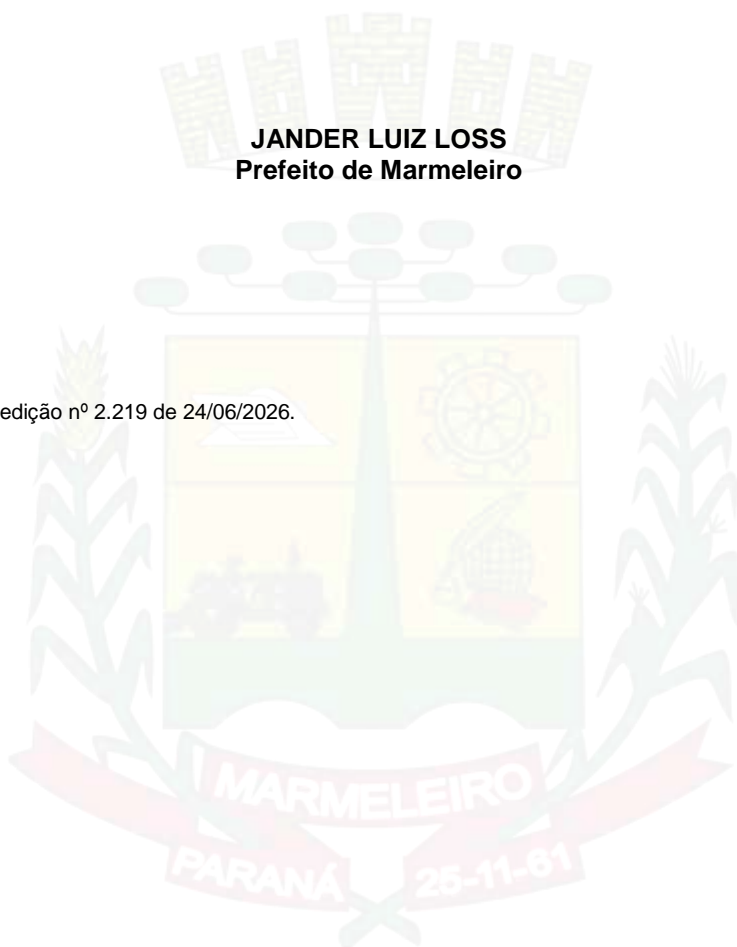 JANDER LUIZ LOSS
Prefeito de Marmeleiro
edição nº 2.219 de 24/06/2026.
MARMELEIRO
PARANÁ 25-11-61